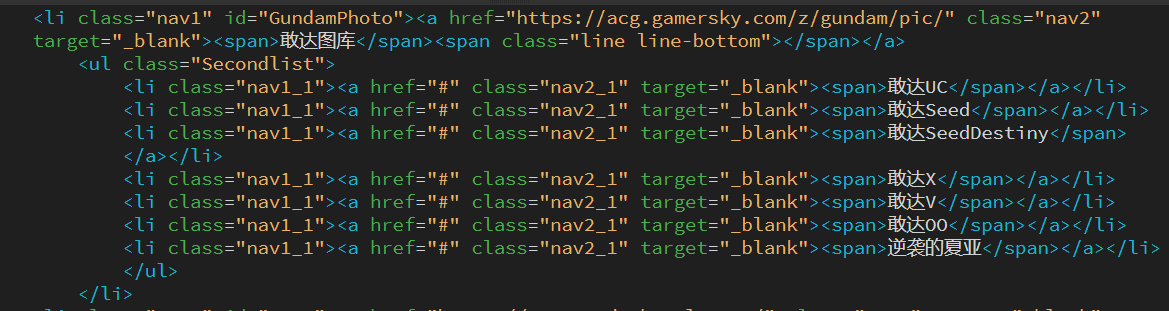 <li class="nav1" id="GundamPhoto"><a href="https://acg.gamersky.com/z/gundam/pic/" class="nav2"
target="_blank"><span>敢达图库</span><span class="line line-bottom"></span></a>
<ul class="Secondlist">
<li class="nav1_1"><a href="#" class="nav2_1" target="_blank"><span>敢达UC</span></a></li>
<li class="nav1_1"><a href="#" class="nav2_1" target="_blank"><span>敢达Seed</span></a></li>
<li class="nav1_1"><a href="#" class="nav2_1" target="_blank"><span>敢达SeedDestiny</span>
</a></li>
<li class="nav1_1"><a href="#" class="nav2_1" target="_blank"><span>敢达X</span></a></li>
<li class="nav1_1"><a href="#" class="nav2_1" target="_blank"><span>敢达V</span></a></li>
<li class="nav1_1"><a href="#" class="nav2_1" target="_blank"><span>敢达OO</span></a></li>
<li class="nav1_1"><a href="#" class="nav2_1" target="_blank"><span>逆袭的夏亚</span></a></li>
</ul>
</li>